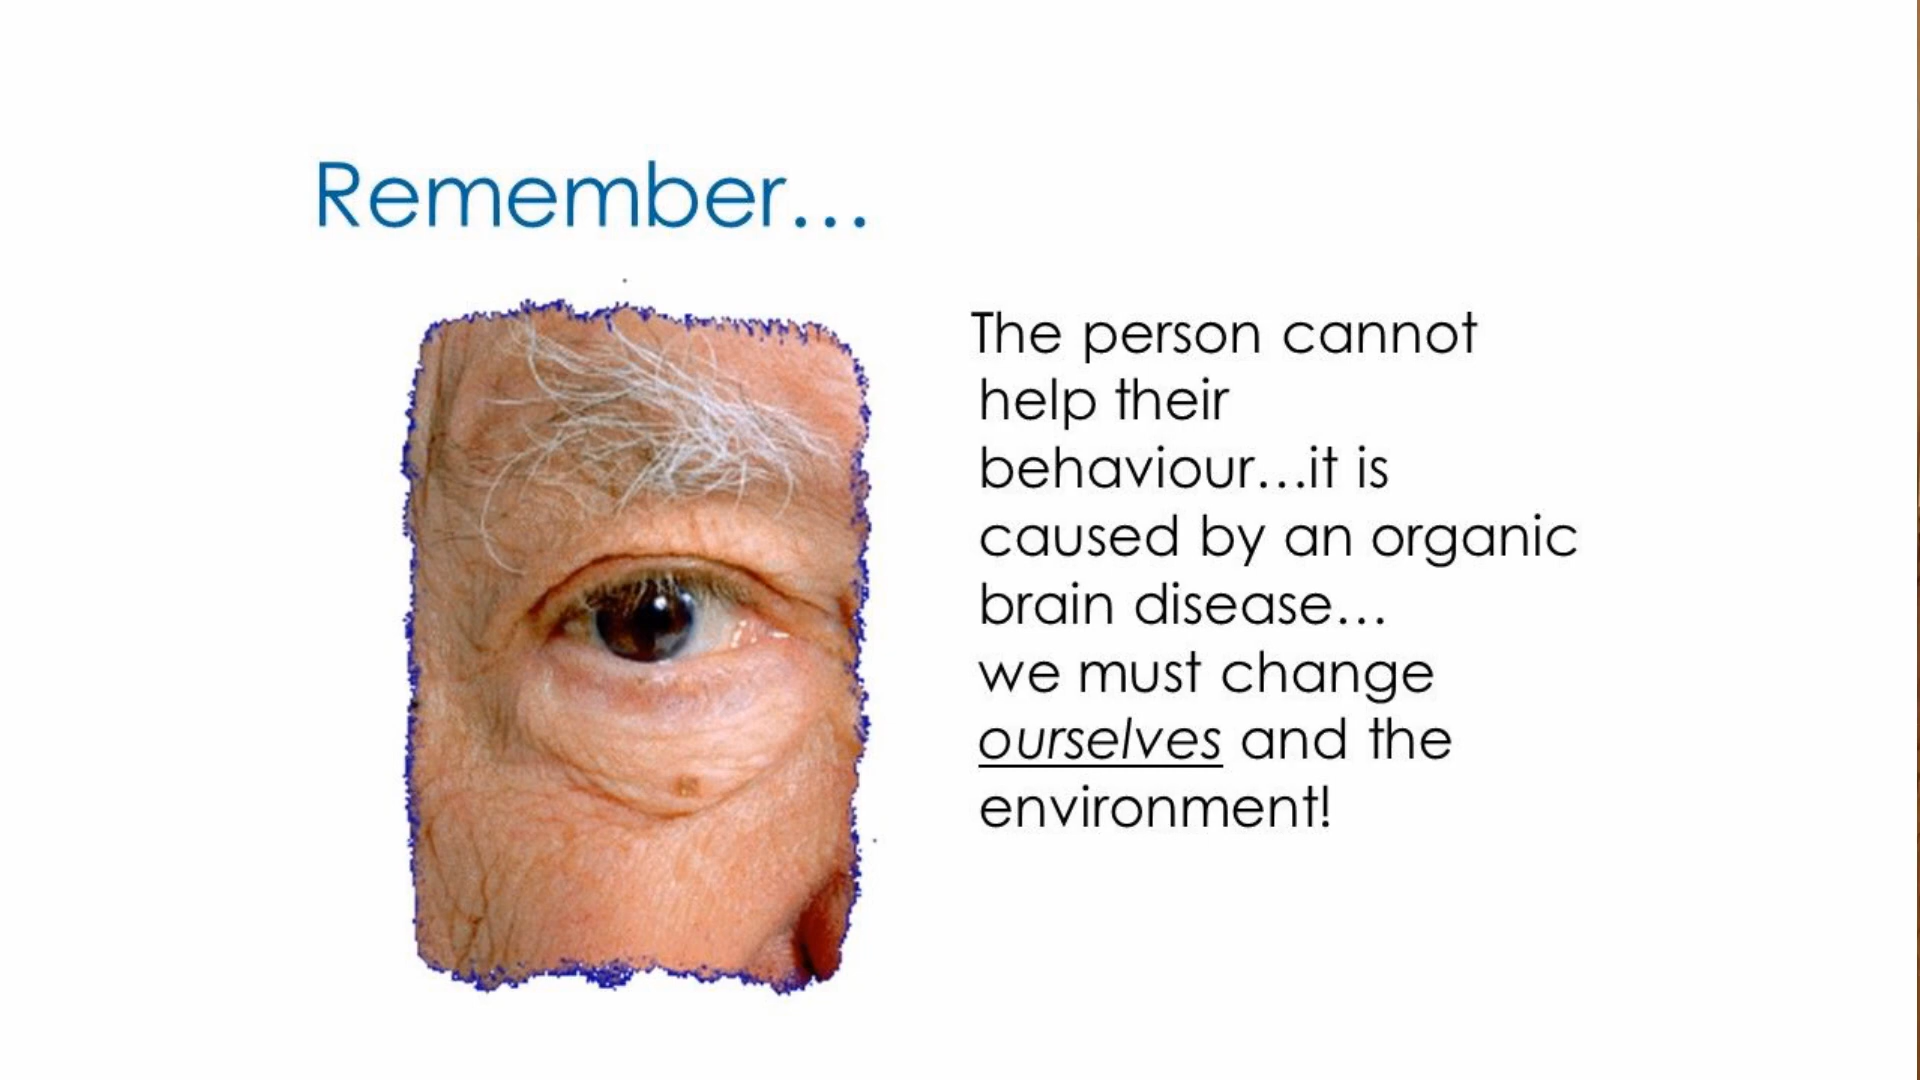 Remember…
The person cannot
help their
behaviour…it is
caused by an organic
brain disease…
we must change
ourselves and the
environment!